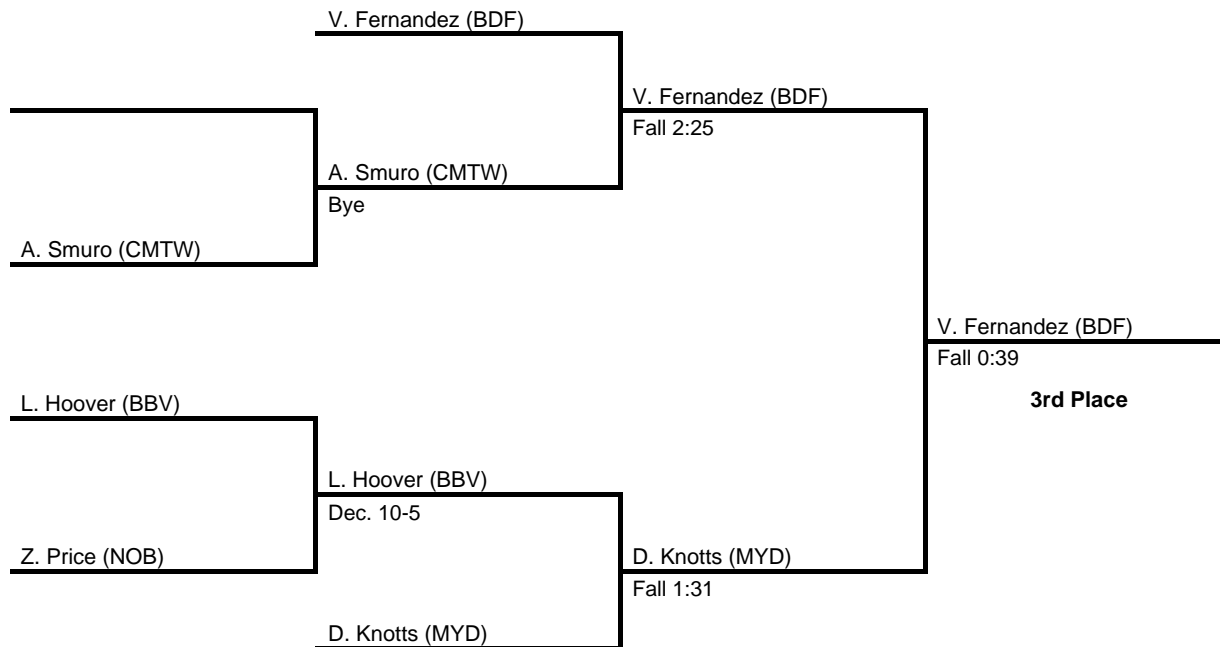 V. Fernandez (BDF)
V. Fernandez (BDF)
Fall 2:25
A. Smuro (CMTW)
Bye
A. Smuro (CMTW)
V. Fernandez (BDF)
Fall 0:39
3rd Place
L. Hoover (BBV)
L. Hoover (BBV)
Dec. 10-5
Z. Price (NOB)
D. Knotts (MYD)
Fall 1:31
D. Knotts (MYD)